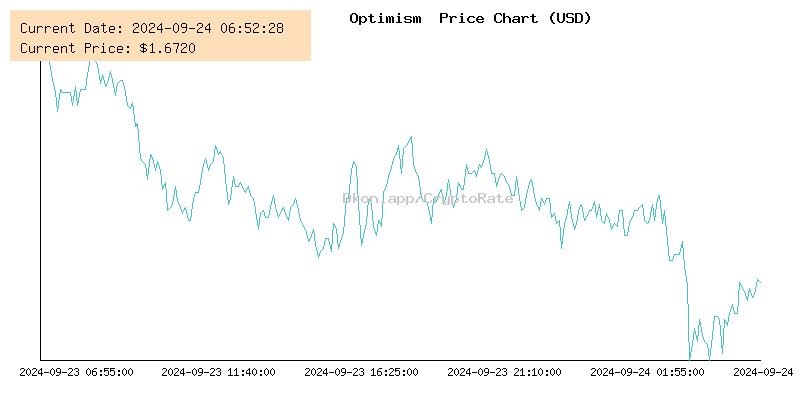 Optimism  Price Chart (USD)
Current Date: 2024-09-24 06:52:28
Current Price: $1.6720
Dkon.app/CryptoRate
2024-09-23 06:55:00 2024-09-23 11:40:00 2024-09-23 16:25:00 2024-09-23 21:10:00 2024-09-24 01:55:00 2024-09-24